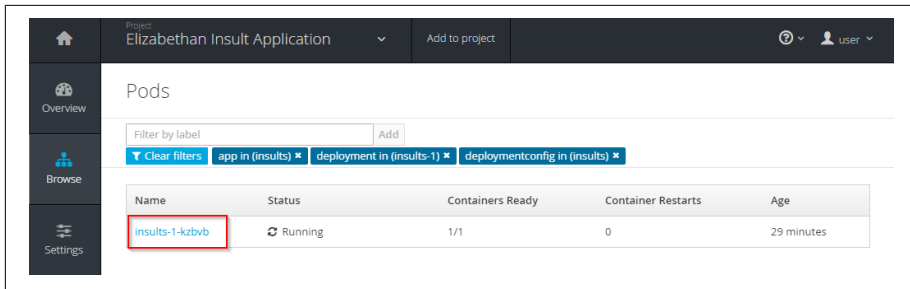 Project
Elizabethan Insult Application
Add to project
user
Overview
Browse
Settings
Pods
Filter by label
Add
Clear filters
app in (insults) ×
deployment in (insults-1) ×
deploymentconfig in (insults) ×
Name Status Containers Ready Container Restarts Age
insults-1-kzbvb Running 1/1 0 29 minutes